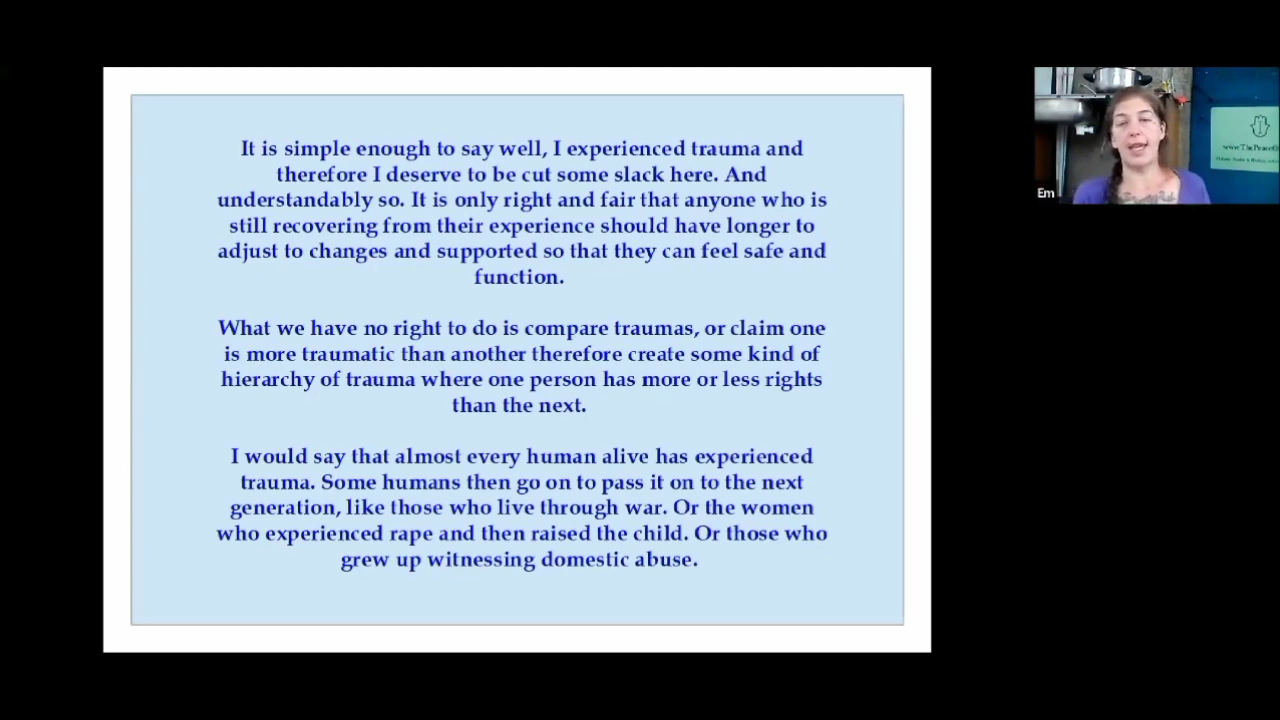 It is simple enough to say well, I experienced trauma and
therefore I deserve to be cut some slack here. And
understandably so. It is only right and fair that anyone who is
still recovering from their experience should have longer to
adjust to changes and supported so that they can feel safe and
function.
What we have no right to do is compare traumas, or claim one
is more traumatic than another therefore create some kind of
hierarchy of trauma where one person has more or less rights
than the next.
I would say that almost every human alive has experienced
trauma. Some humans then go on to pass it on to the next
generation, like those who live through war. Or the women
who experienced rape and then raised the child. Or those who
grew up witnessing domestic abuse.
Em